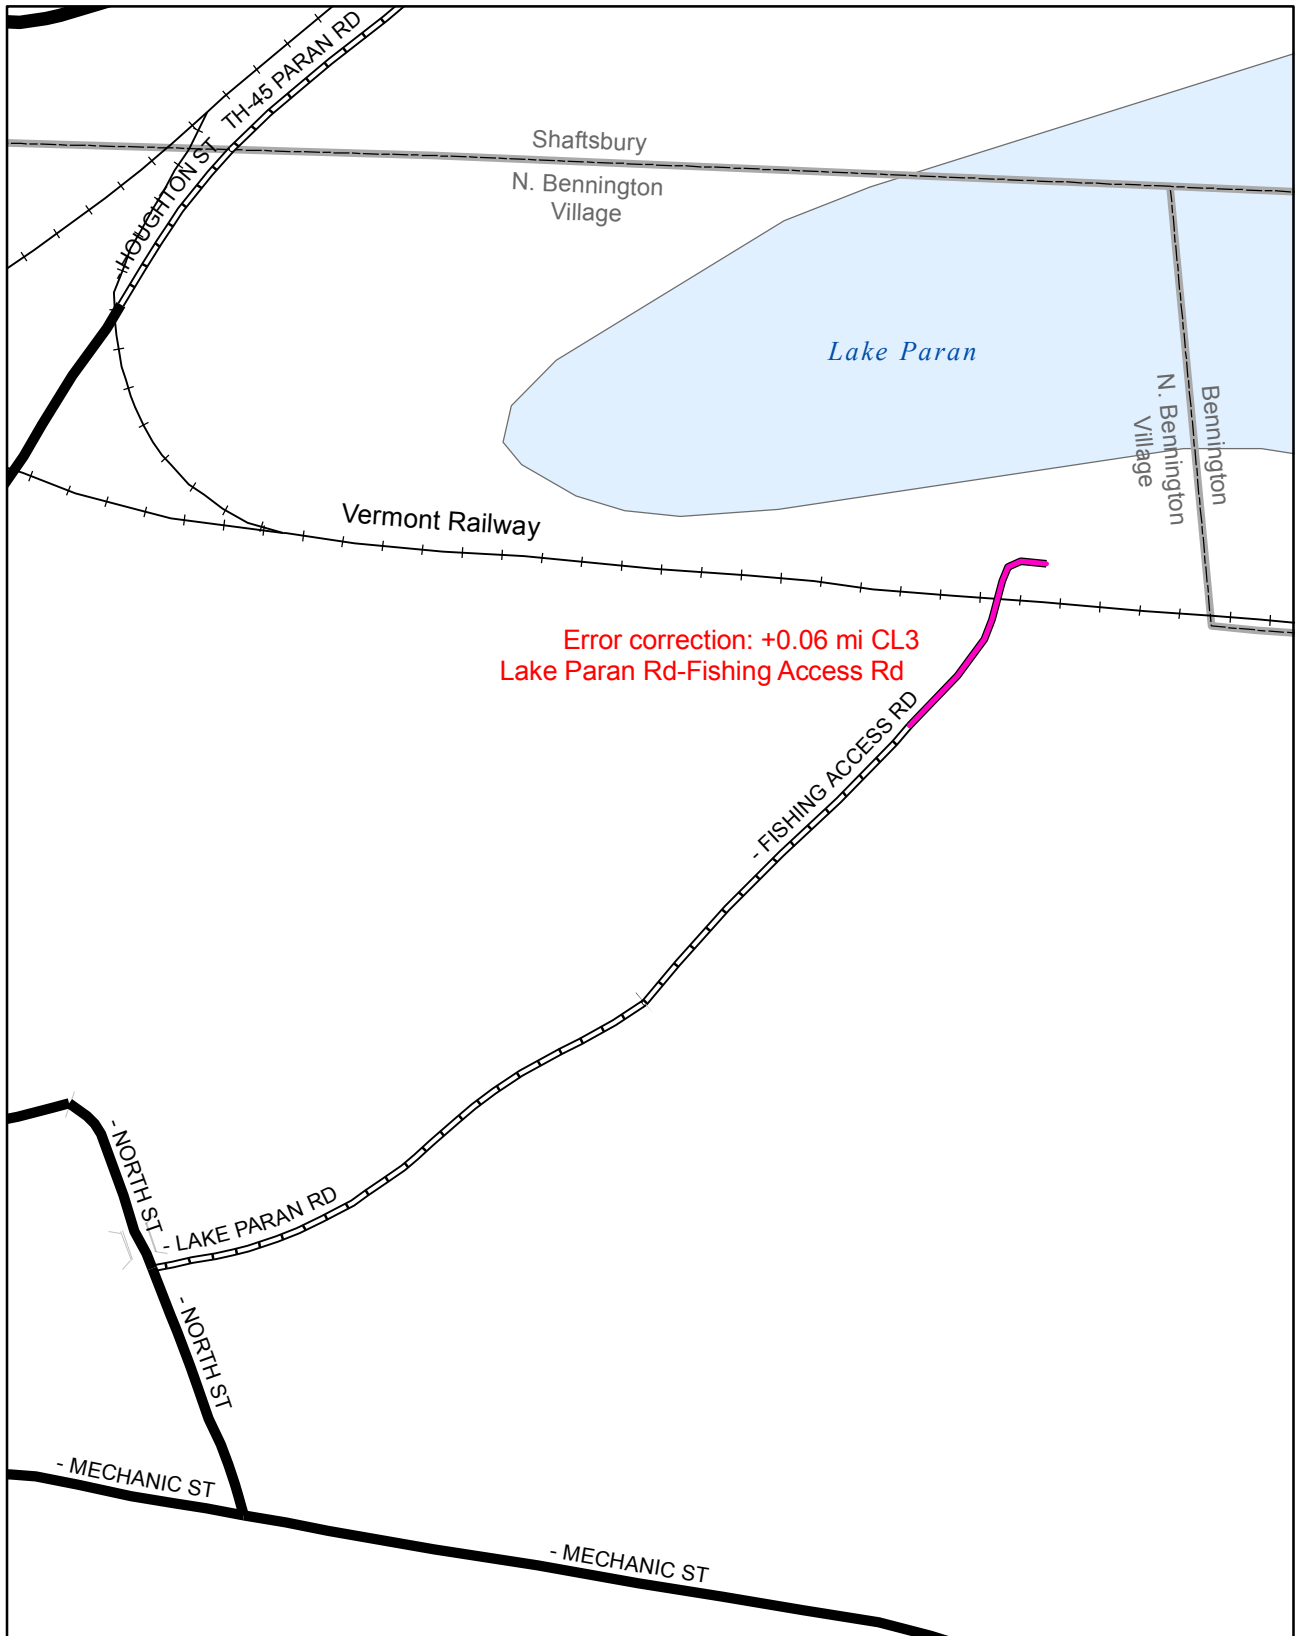 TH-45 PARAN RD
- HOUGHTON ST
Shaftsbury
N. Bennington
Village
Lake Paran
Bennington
N. Bennington
Village
Vermont Railway
Error correction: +0.06 mi CL3
Lake Paran Rd-Fishing Access Rd
- FISHING ACCESS RD
- NORTH ST
- LAKE PARAN RD
- NORTH ST
- MECHANIC ST
- MECHANIC ST